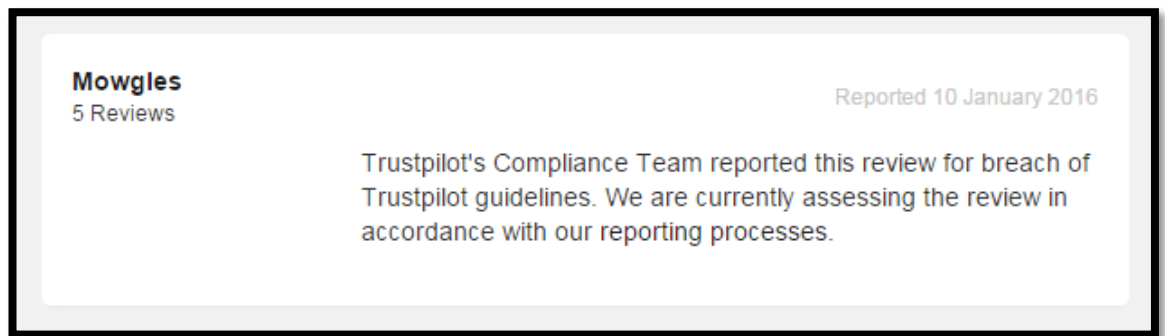 Mowgles
5 Reviews
Reported 10 January 2016
Trustpilot's Compliance Team reported this review for breach of
Trustpilot guidelines. We are currently assessing the review in
accordance with our reporting processes.